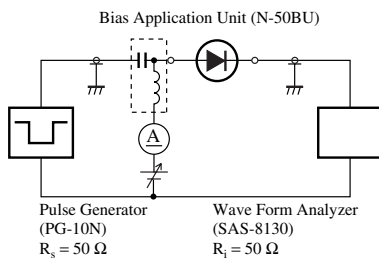 Bias Application Unit (N-50BU)
A
Pulse Generator
(PG-10N)
Rs = 50 Ω
Wave Form Analyzer
(SAS-8130)
Ri = 50 Ω